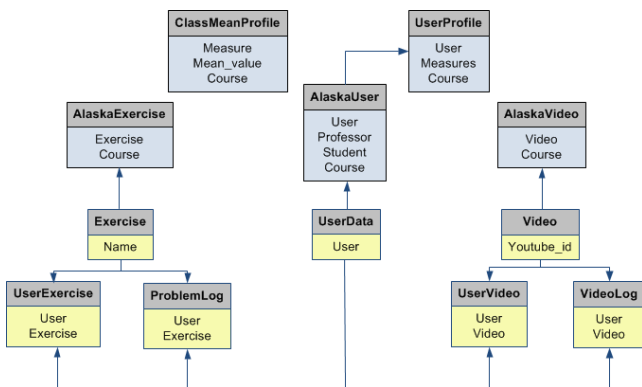 ClassMeanProfile
Measure
Mean_value
Course
UserProfile
User
Measures
Course
AlaskaExercise
Exercise
Course
AlaskaUser
User
Professor
Student
Course
AlaskaVideo
Video
Course
Exercise
Name
UserData
User
Video
Youtube_id
UserExercise
User
Exercise
ProblemLog
User
Exercise
UserVideo
User
Video
VideoLog
User
Video